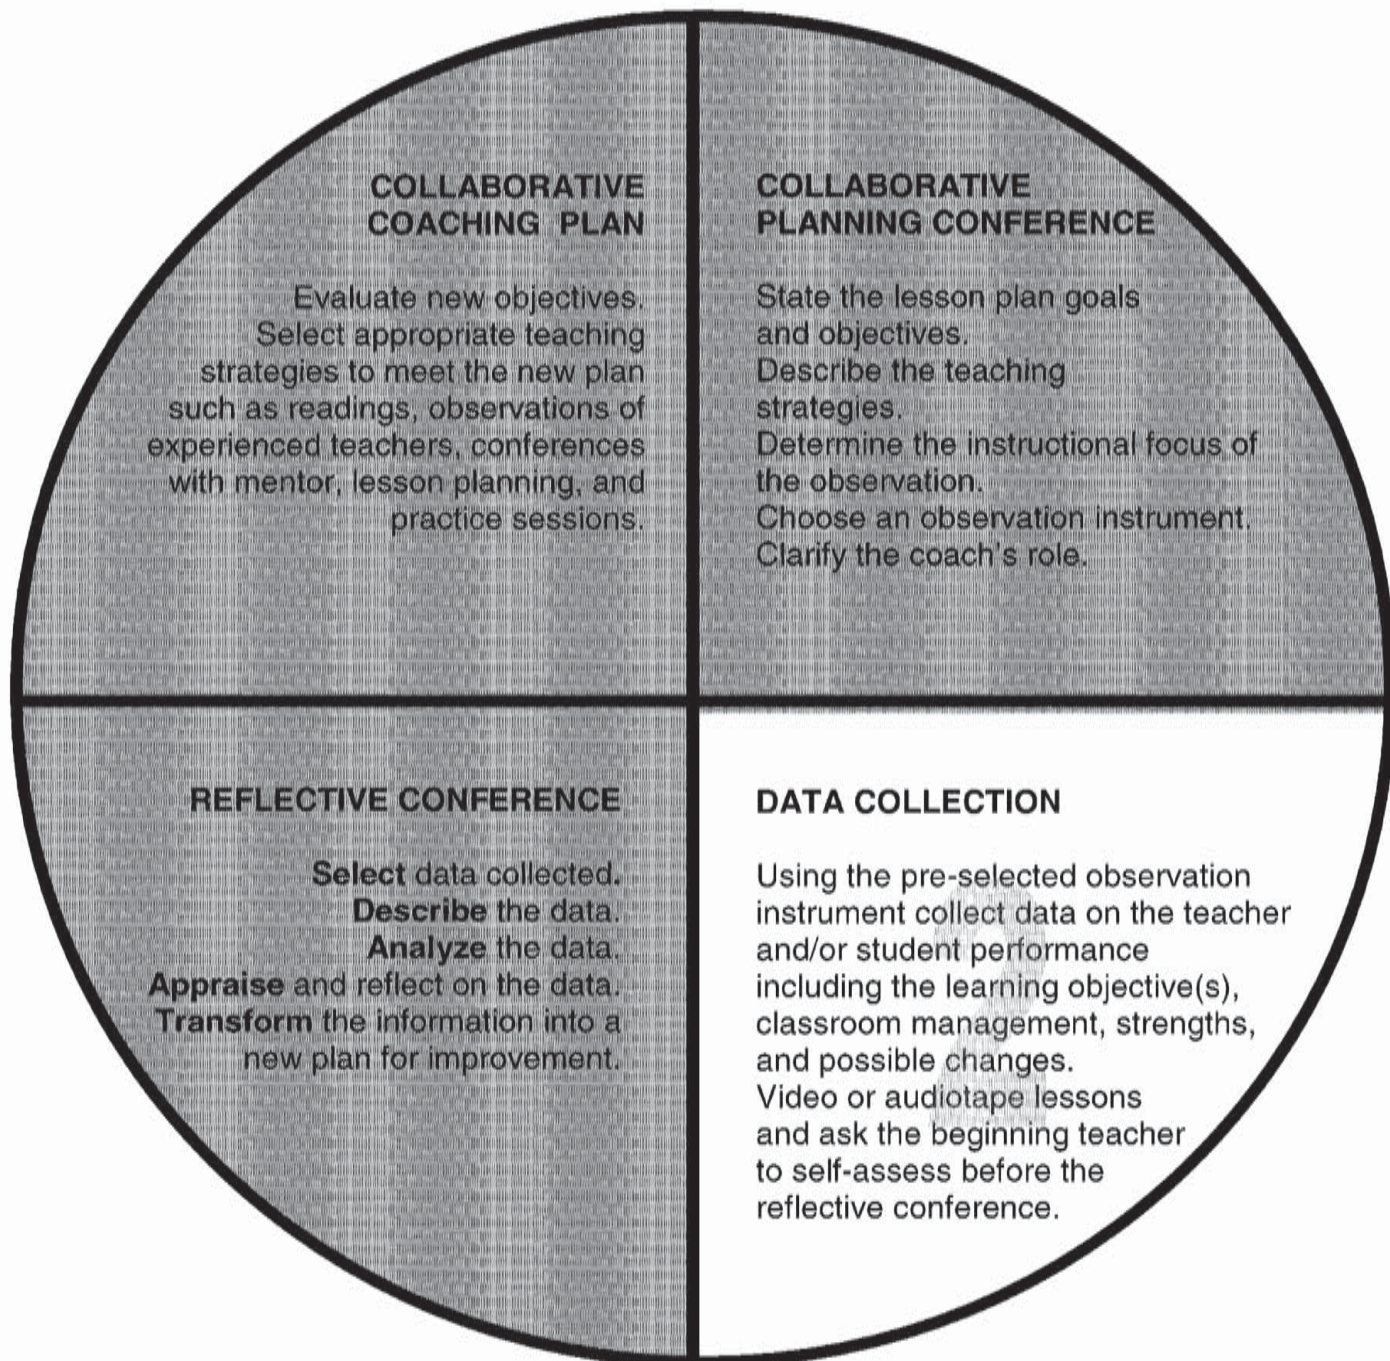 COLLABORATIVE
COACHING PLAN
Evaluate new objectives.
Select appropriate teaching
strategies to meet the new plan
such as readings, observations of
experienced teachers, conferences
with mentor, lesson planning, and
practice sessions.
COLLABORATIVE
PLANNING CONFERENCE
State the lesson plan goals
and objectives.
Describe the teaching
strategies.
Determine the instructional focus of
the observation.
Choose an observation instrument.
Clarify the coach's role.
REFLECTIVE CONFERENCE
Select data collected.
Describe the data.
Analyze the data.
Appraise and reflect on the data.
Transform the information into a
new plan for improvement.
DATA COLLECTION
2
Using the pre-selected observation
instrument collect data on the teacher
and/or student performance
including the learning objective(s),
classroom management, strengths,
and possible changes.
Video or audiotape lessons
and ask the beginning teacher
to self-assess before the
reflective conference.